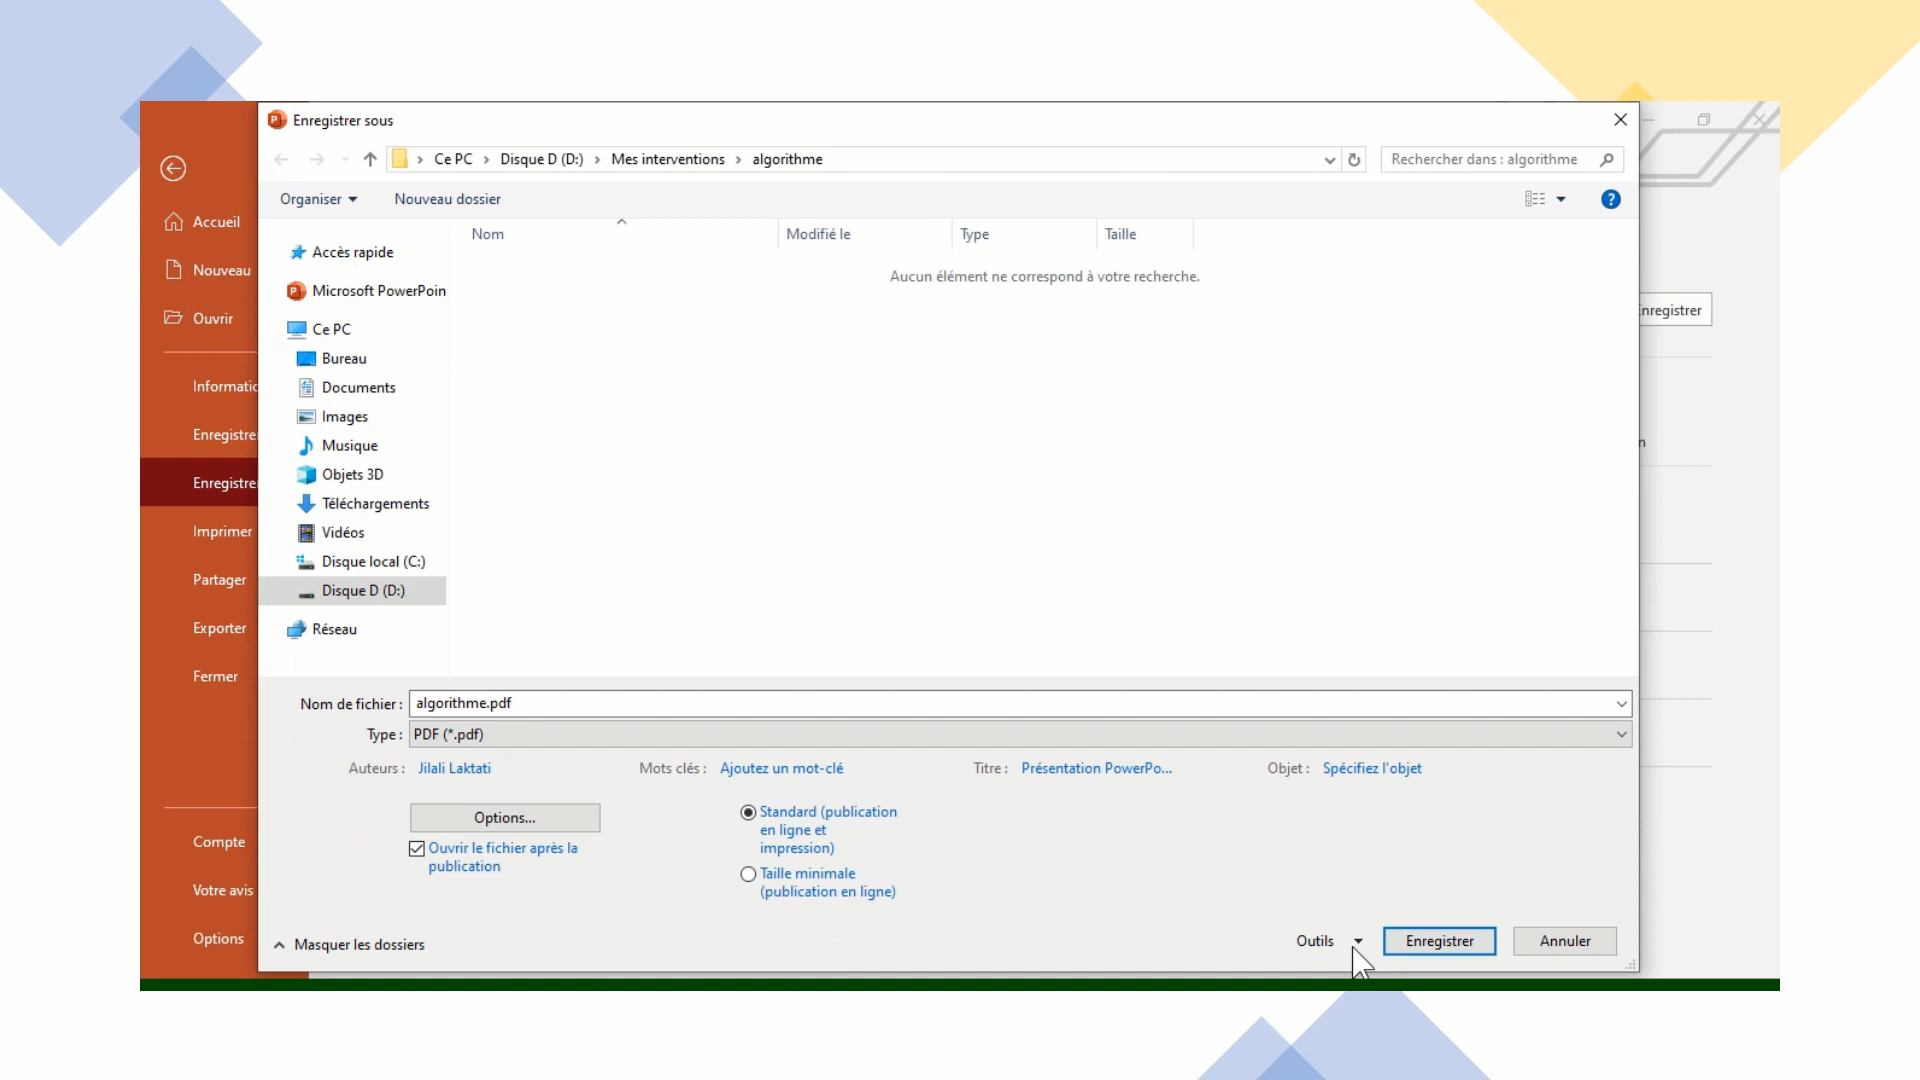 Enregistrer sous
Ce PC > Disque D (D:) > Mes interventions > algorithme
Rechercher dans : algorithme
Organiser
Nouveau dossier
Accueil
Nouveau
Ouvrir
Enregistre
Imprimer
Partager
Exporter
Fermer
Compte
Votre avis
Options
Nom
Modifié le
Type
Taille
Aucun élément ne correspond à votre recherche.
Accès rapide
Microsoft PowerPoin
Ce PC
Bureau
Documents
Images
Musique
Objets 3D
Téléchargements
Vidéos
Disque local (C:)
Disque D (D:)
Réseau
nregistrer
n
Nom de fichier : algorithme.pdf
Type : PDF (*.pdf)
Auteurs : Jilali Laktati
Mots clés : Ajoutez un mot-clé
Titre : Présentation PowerPo...
Objet : Spécifiez l'objet
Options...
Ouvrir le fichier après la
publication
Standard (publication
en ligne et
impression)
Taille minimale
(publication en ligne)
Masquer les dossiers
Outils
Enregistrer
Annuler